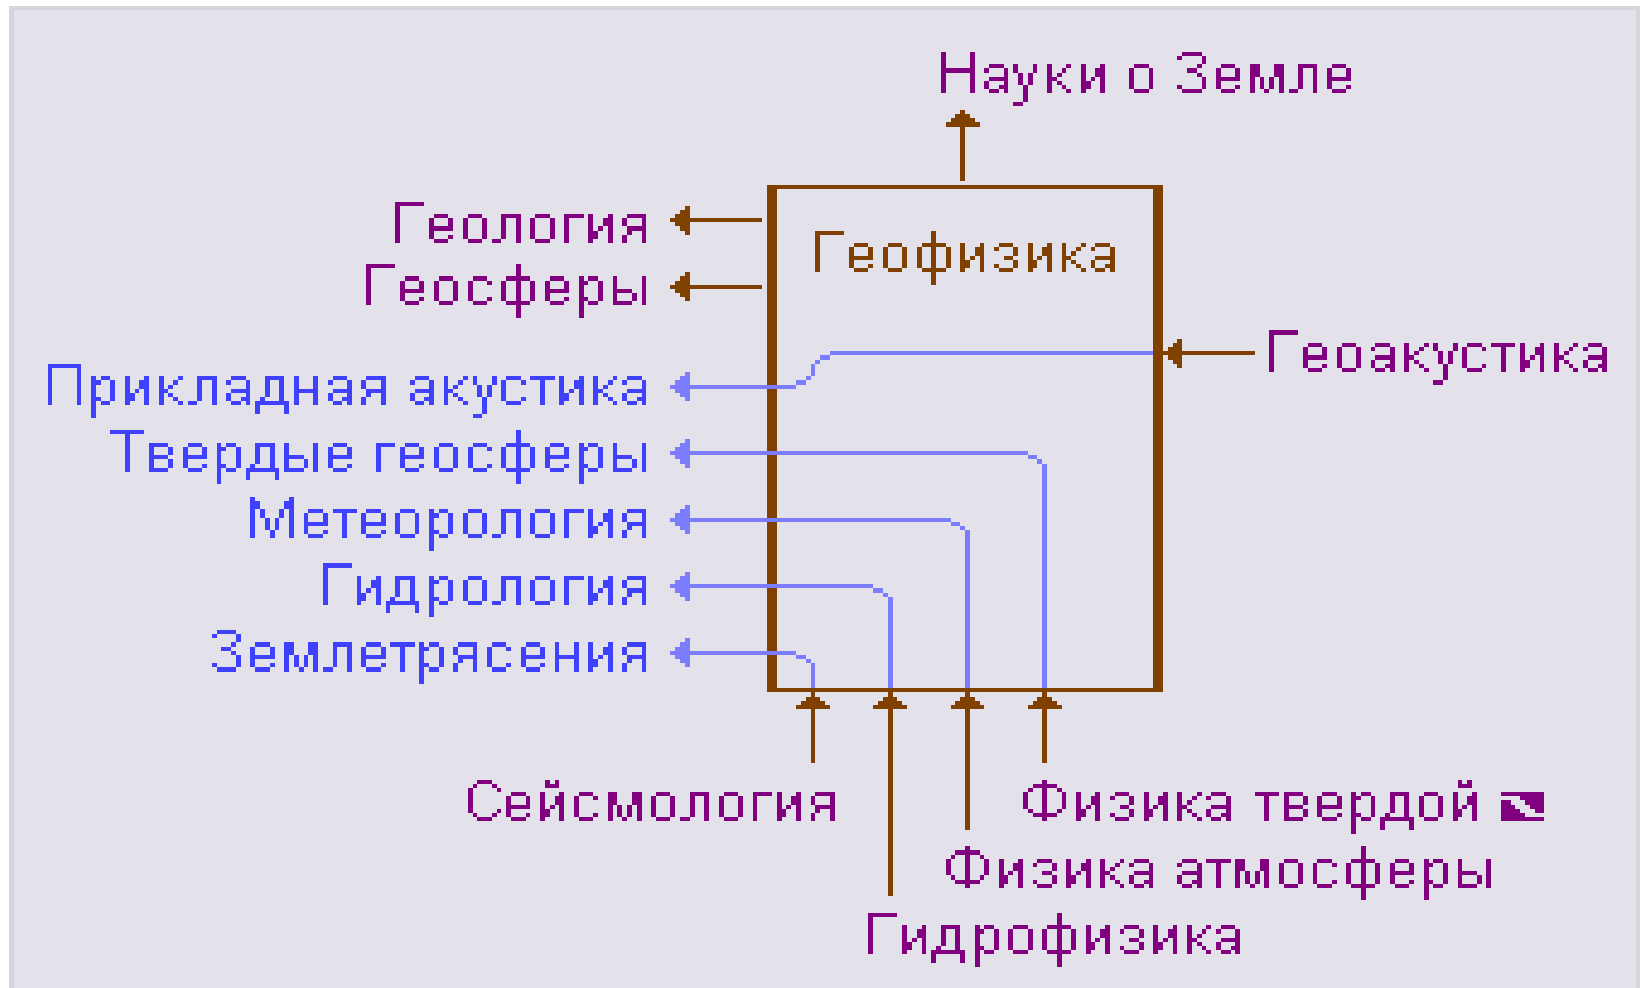 Науки о Земле
Геология
Геофизика
Геосферы
Геоакустика
Прикладная акустика
Твердые геосферы
Метеорология
Гидрология
Землетрясения
Сейсмология
Физика твердой
Физика атмосферы
Гидрофизика